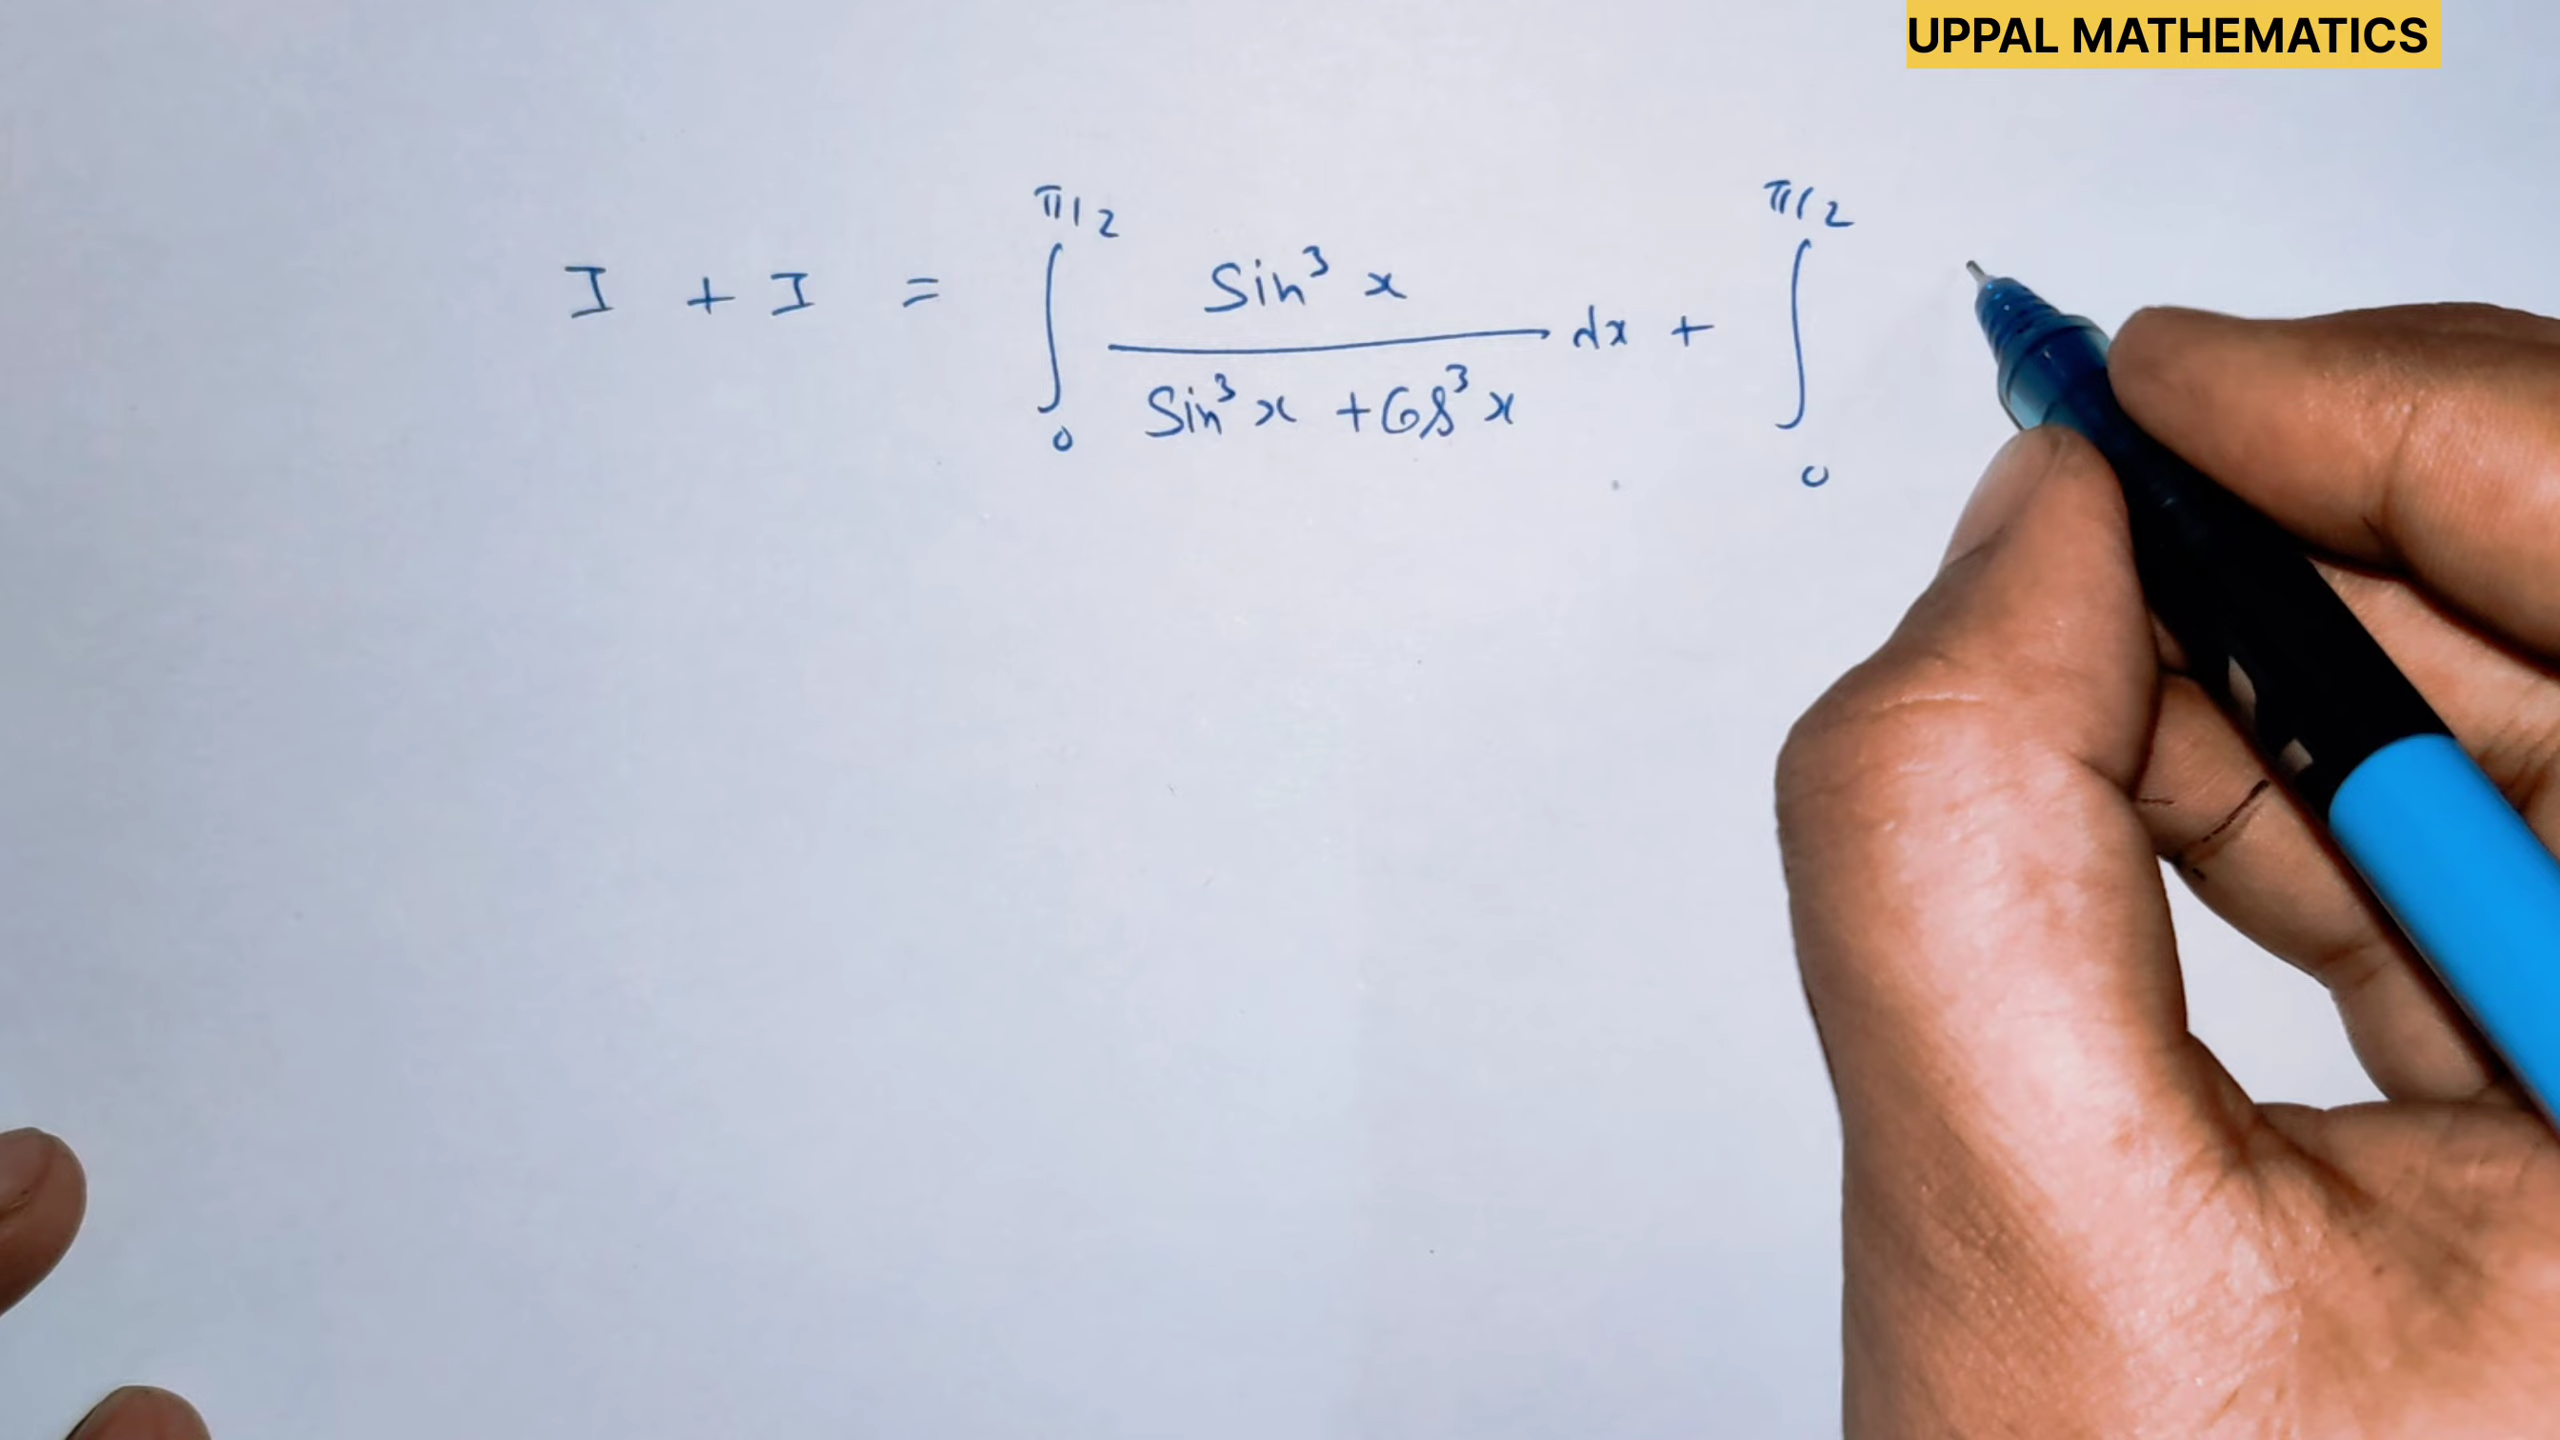 UPPAL MATHEMATICS
I + I = ∫₀^{π/2} Sin³ x / (Sin³ x + Cos³ x) dx + ∫₀^{π/2}